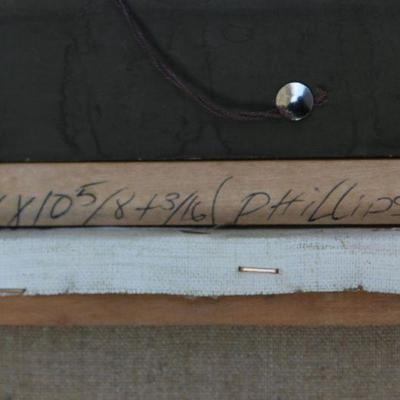 X10 5/8 + 3/16 ( PHILLIPS